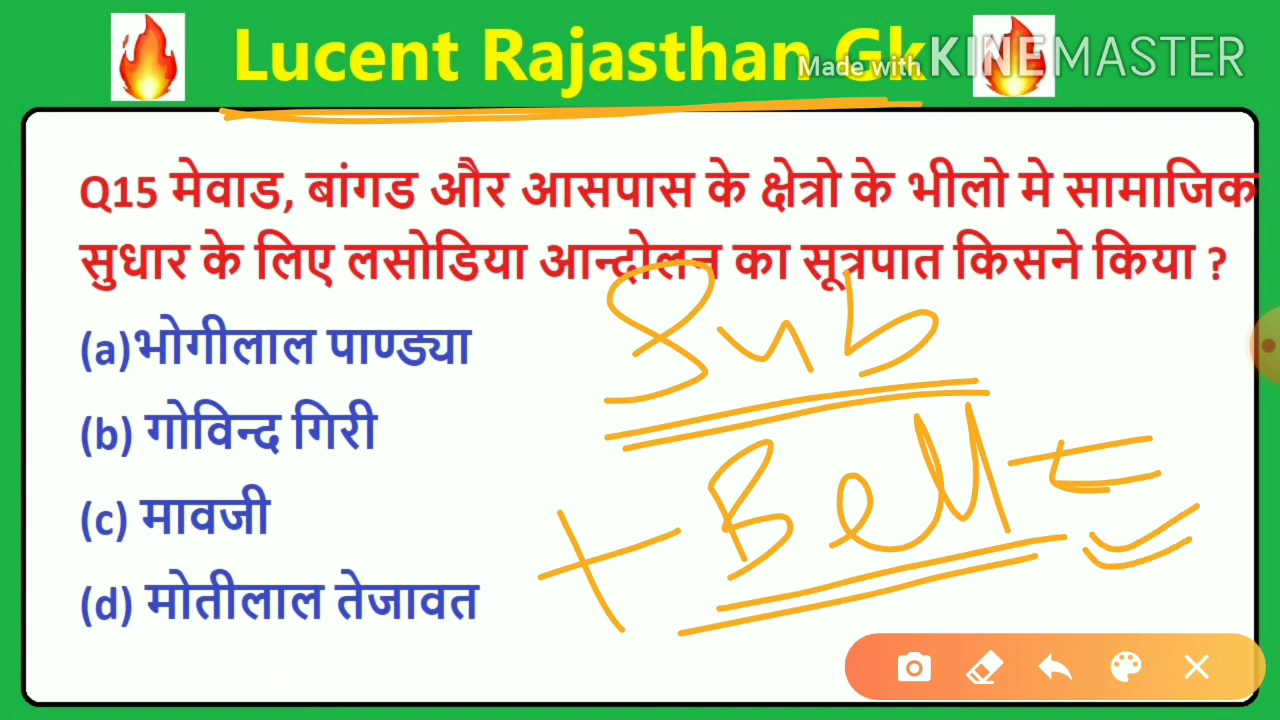 Lucent Rajasthan Gk
Made with KINEMASTER
Q15 मेवाड, बांगड और आसपास के क्षेत्रो के भीलो मे सामाजिक
सुधार के लिए लसोडिया आन्दोलन का सूत्रपात किसने किया ?
(a)भोगीलाल पाण्ड्या
Sub
(b) गोविन्द गिरी
+ Bell
(c) मावजी
(d) मोतीलाल तेजावत